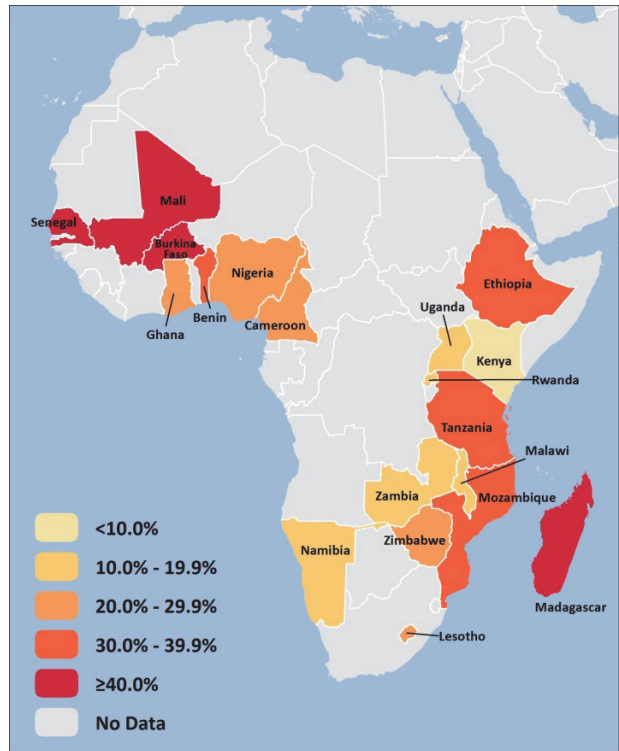 Mali
Senegal
Burkina
Faso
Nigeria
Ethiopia
Uganda
Ghana
Benin
Cameroon
Kenya
Rwanda
Tanzania
Malawi
Zambia
Mozambique
Zimbabwe
Namibia
Madagascar
Lesotho
<10.0%
10.0% - 19.9%
20.0% - 29.9%
30.0% - 39.9%
≥40.0%
No Data